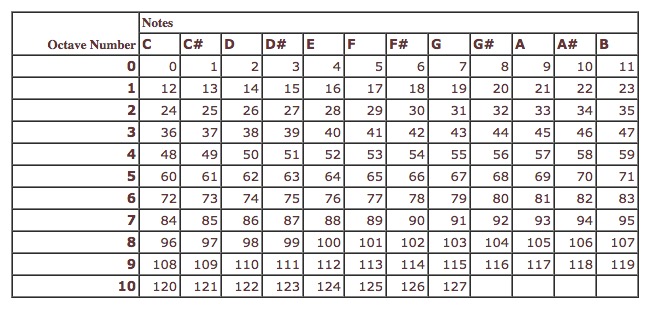 Notes
Octave Number C C# D D# E F F# G G# A A# B
0 0 1 2 3 4 5 6 7 8 9 10 11
1 12 13 14 15 16 17 18 19 20 21 22 23
2 24 25 26 27 28 29 30 31 32 33 34 35
3 36 37 38 39 40 41 42 43 44 45 46 47
4 48 49 50 51 52 53 54 55 56 57 58 59
5 60 61 62 63 64 65 66 67 68 69 70 71
6 72 73 74 75 76 77 78 79 80 81 82 83
7 84 85 86 87 88 89 90 91 92 93 94 95
8 96 97 98 99 100 101 102 103 104 105 106 107
9 108 109 110 111 112 113 114 115 116 117 118 119
10 120 121 122 123 124 125 126 127